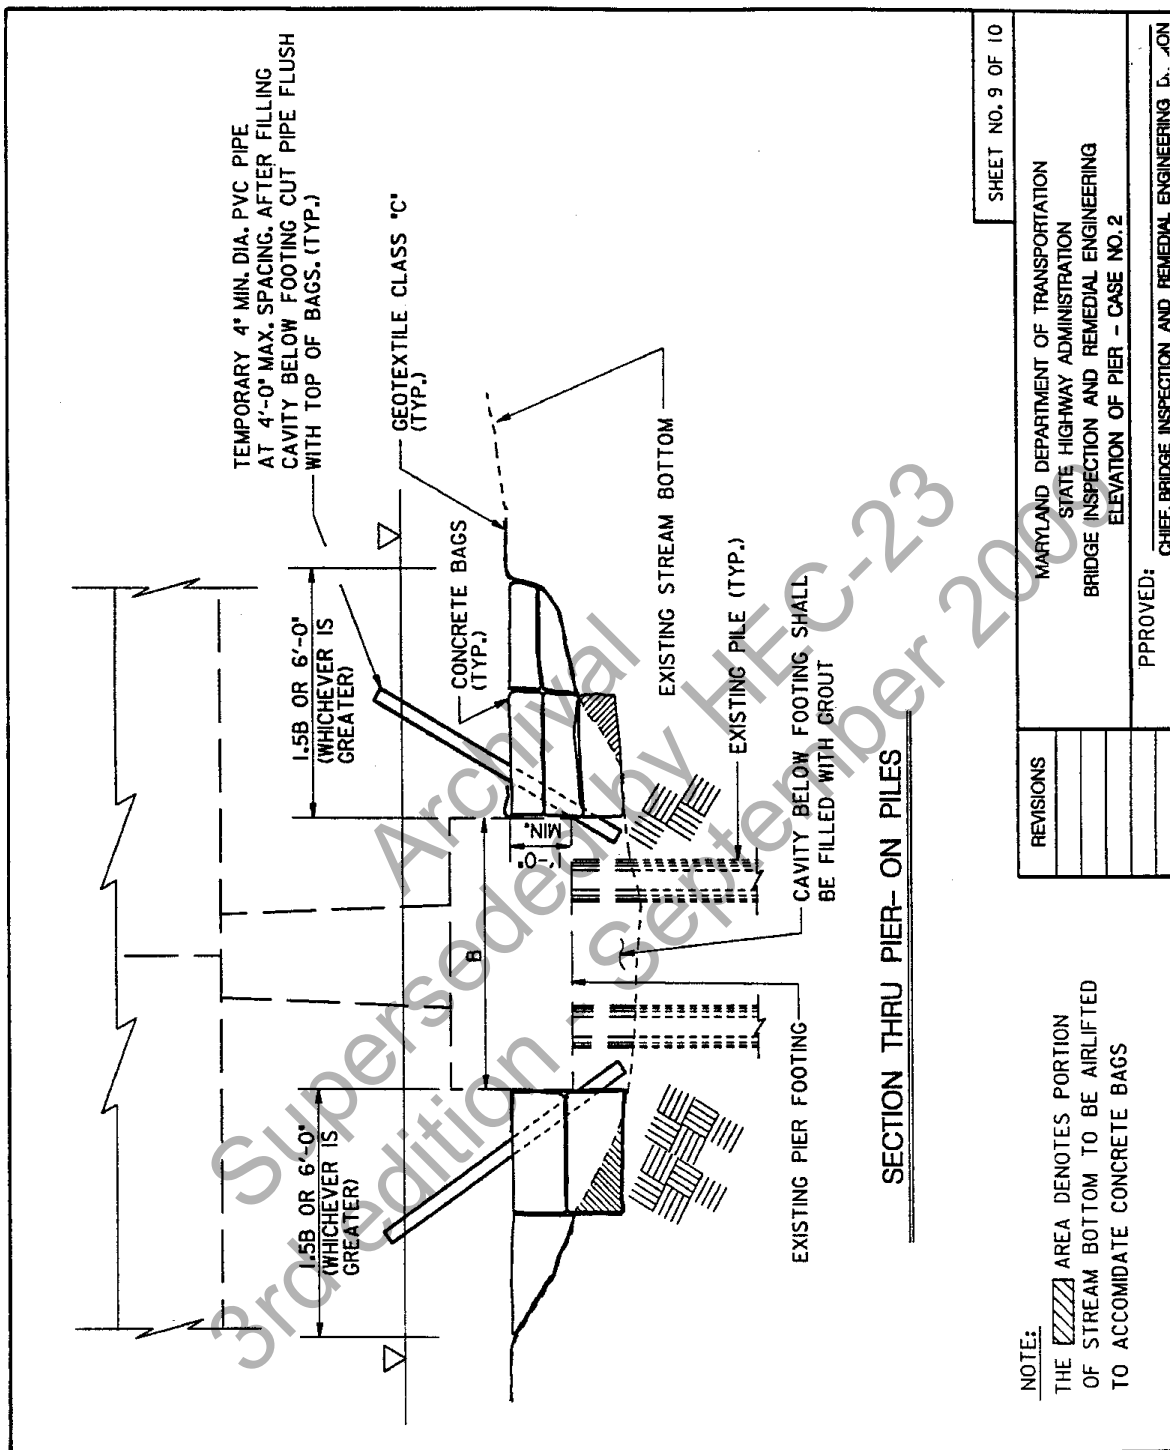 TEMPORARY 4" MIN. DIA. PVC PIPE
AT 4'-0" MAX. SPACING. AFTER FILLING
CAVITY BELOW FOOTING CUT PIPE FLUSH
WITH TOP OF BAGS. (TYP.)
1.5B OR 6'-0"
(WHICHEVER IS
GREATER)
1.5B OR 6'-0"
(WHICHEVER IS
GREATER)
GEOTEXTILE CLASS "C"
(TYP.)
CONCRETE BAGS
(TYP.)
B
1'-0"
MIN.
EXISTING STREAM BOTTOM
EXISTING PILE (TYP.)
CAVITY BELOW FOOTING SHALL
BE FILLED WITH GROUT
EXISTING PIER FOOTING
SECTION THRU PIER- ON PILES
NOTE:
THE AREA DENOTES PORTION
OF STREAM BOTTOM TO BE AIRLIFTED
TO ACCOMIDATE CONCRETE BAGS
REVISIONS
SHEET NO. 9 OF 10
MARYLAND DEPARTMENT OF TRANSPORTATION
STATE HIGHWAY ADMINISTRATION
BRIDGE INSPECTION AND REMEDIAL ENGINEERING
ELEVATION OF PIER - CASE NO. 2
PPROVED:
CHIEF, BRIDGE INSPECTION AND REMEDIAL ENGINEERING
Archival
Superseded by HEC-23
3rd edition - September 2009